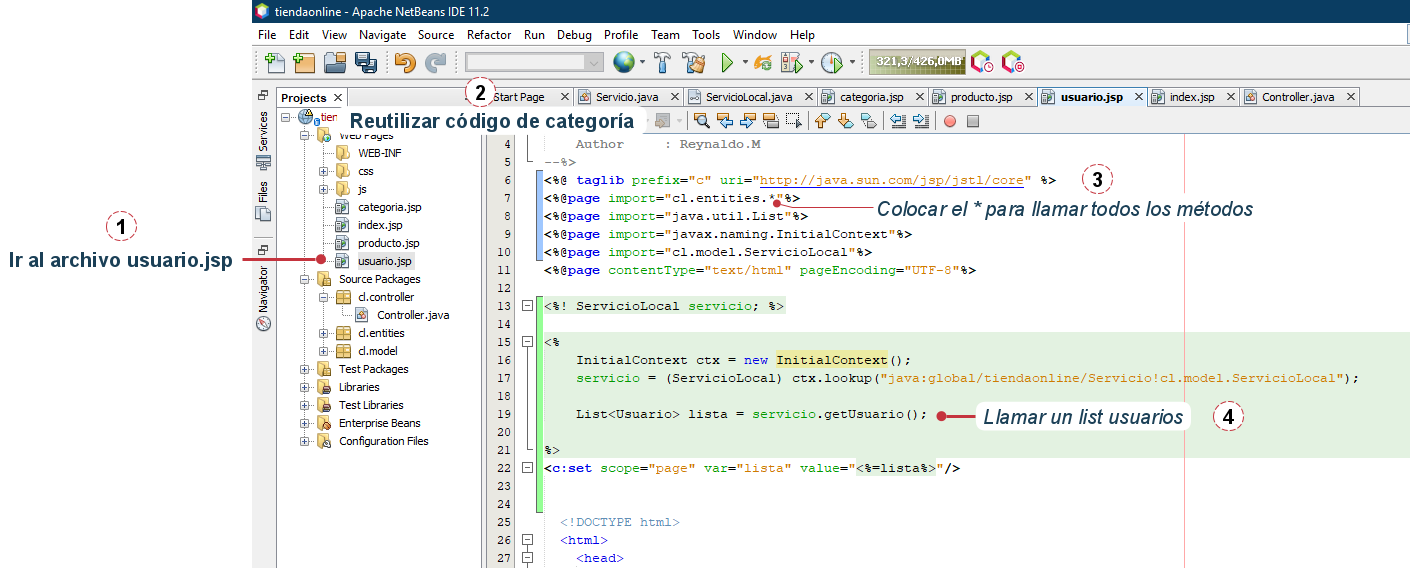 tiendaonline - Apache NetBeans IDE 11.2
File Edit View Navigate Source Refactor Run Debug Profile Team Tools Window Help
321,3/426,0MB
Projects
2
Start Page
Servicio.java
ServicioLocal.java
categoria.jsp
producto.jsp
usuario.jsp
index.jsp
Controller.java
Reutilizar código de categoría
Services
Files
Navigator
tien
Web Pages
WEB-INF
css
js
categoria.jsp
index.jsp
producto.jsp
usuario.jsp
Source Packages
cl.controller
Controller.java
cl.entities
cl.model
Test Packages
Libraries
Test Libraries
Enterprise Beans
Configuration Files
1
Ir al archivo usuario.jsp
4 Author : Reynaldo.M
5 --%>
6 <%@ taglib prefix="c" uri="http://java.sun.com/jsp/jstl/core" %>
7 <%@page import="cl.entities.*"%>
8 <%@page import="java.util.List"%>
9 <%@page import="javax.naming.InitialContext"%>
10 <%@page import="cl.model.ServicioLocal"%>
11 <%@page contentType="text/html" pageEncoding="UTF-8"%>
12
13 <%! ServicioLocal servicio; %>
14
15 <%
16 InitialContext ctx = new InitialContext();
17 servicio = (ServicioLocal) ctx.lookup("java:global/tiendaonline/Servicio!cl.model.ServicioLocal");
18
19 List<Usuario> lista = servicio.getUsuario();
20
21 %>
22 <c:set scope="page" var="lista" value="<%=lista%>"/>
23
24
25 <!DOCTYPE html>
26 <html>
27 <head>
3
Colocar el * para llamar todos los métodos
Llamar un list usuarios
4